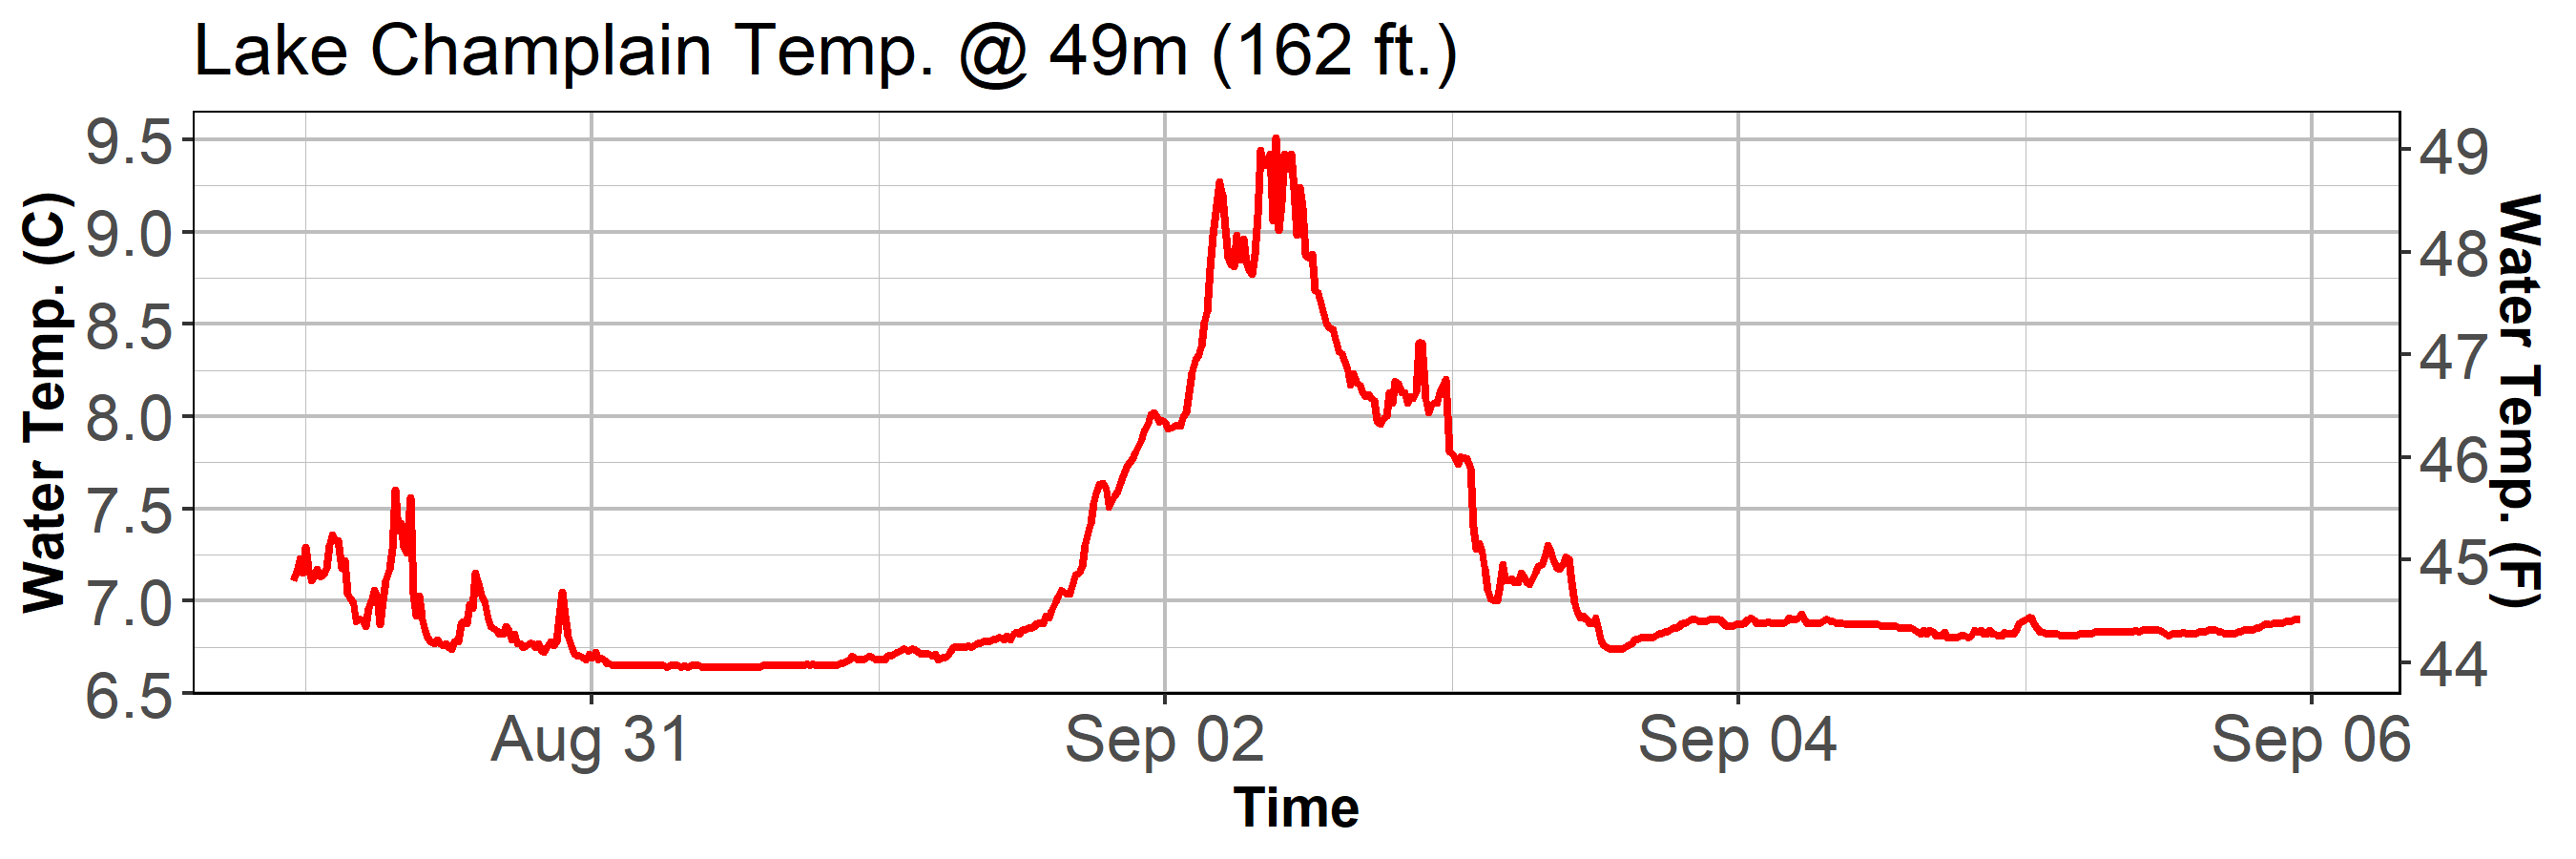 Lake Champlain Temp. @ 49m (162 ft.)
Water Temp. (C)
9.5
9.0
8.5
8.0
7.5
7.0
6.5
49
48
47
46
45
44
Water Temp. (F)
Aug 31
Sep 02
Sep 04
Sep 06
Time